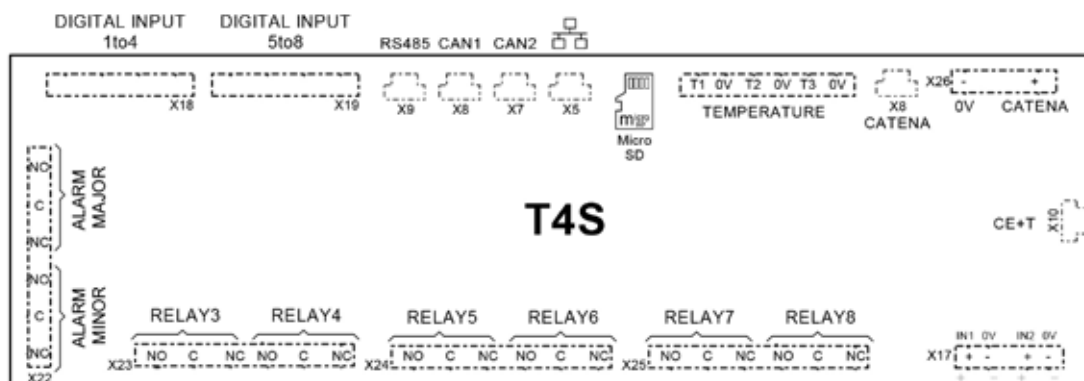 DIGITAL INPUT
1to4
DIGITAL INPUT
5to8
RS485 CAN1 CAN2
X18
X19
X9
X8
X7
X5
Micro
SD
T1 0V T2 0V T3 0V
TEMPERATURE
X8
CATENA
X26
- +
0V CATENA
NO
C
NC
ALARM
MAJOR
T4S
CE+T
X10
NO
C
NC
ALARM
MINOR
X22
RELAY3 RELAY4
X23
NO C NC NO C NC
RELAY5 RELAY6
X24
NO C NC NO C NC
RELAY7 RELAY8
X25
NO C NC NO C NC
IN1 0V IN2 0V
X17
+ - + -
+ - + -